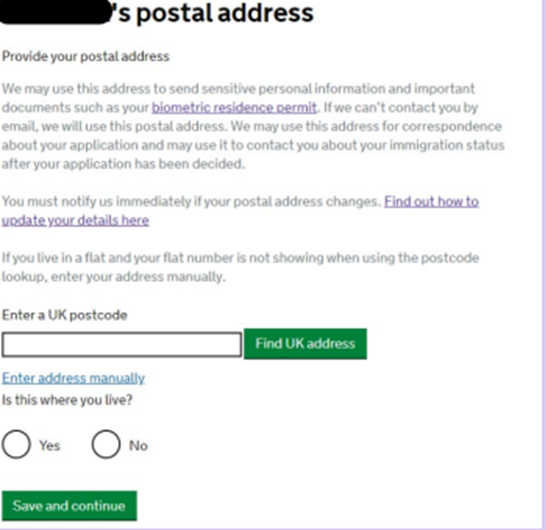 's postal address
Provide your postal address
We may use this address to send sensitive personal information and important
documents such as your biometric residence permit. If we can't contact you by
email, we will use this postal address. We may use this address for correspondence
about your application and may use it to contact you about your immigration status
after your application has been decided.
You must notify us immediately if your postal address changes. Find out how to
update your details here
If you live in a flat and your flat number is not showing when using the postcode
lookup, enter your address manually.
Enter a UK postcode
Find UK address
Enter address manually
Is this where you live?
Yes No
Save and continue